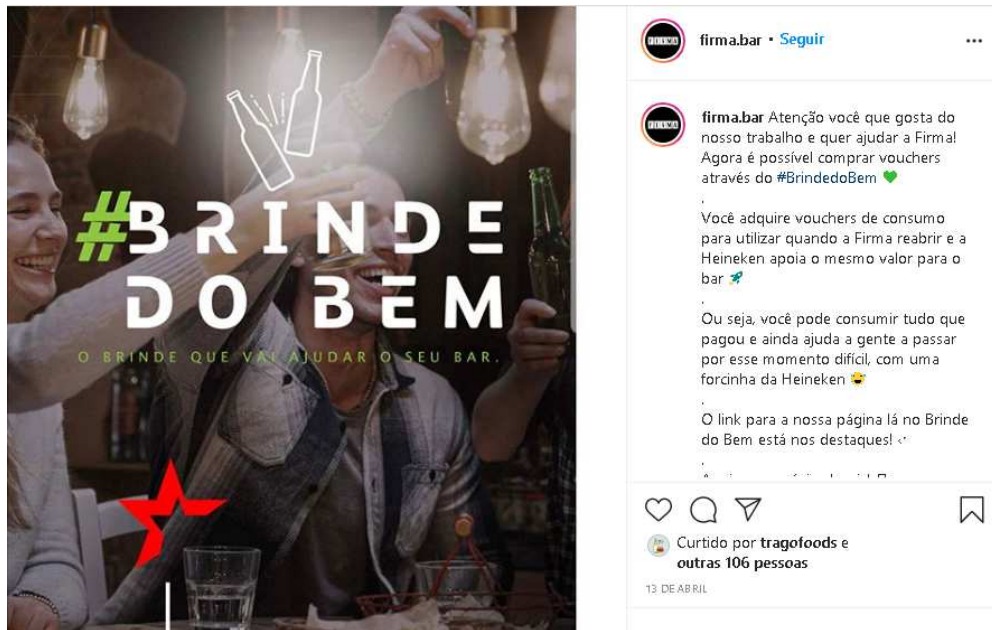 #BRINDE
DO BEM
O BRINDE QUE VAI AJUDAR O SEU BAR.
FIRMA
firma.bar • Seguir
FIRMA
firma.bar Atenção você que gosta do
nosso trabalho e quer ajudar a Firma!
Agora é possível comprar vouchers
através do #BrindedoBem
.
Você adquire vouchers de consumo
para utilizar quando a Firma reabrir e a
Heineken apoia o mesmo valor para o
bar
.
Ou seja, você pode consumir tudo que
pagou e ainda ajuda a gente a passar
por esse momento difícil, com uma
forcinha da Heineken
.
O link para a nossa página lá no Brinde
do Bem está nos destaques!
.
Curtido por tragofoods e
outras 106 pessoas
13 DE ABRIL